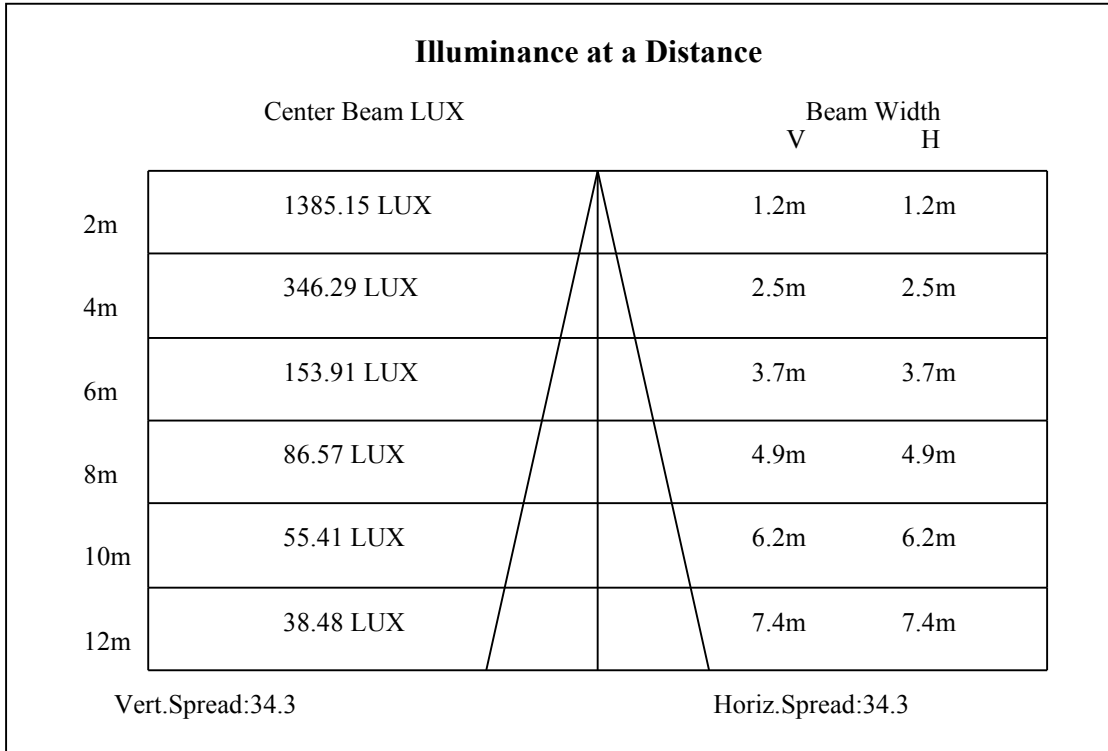 Illuminance at a Distance
Center Beam LUX Beam Width
V H
2m 1385.15 LUX 1.2m 1.2m
4m 346.29 LUX 2.5m 2.5m
6m 153.91 LUX 3.7m 3.7m
8m 86.57 LUX 4.9m 4.9m
10m 55.41 LUX 6.2m 6.2m
12m 38.48 LUX 7.4m 7.4m
Vert.Spread:34.3 Horiz.Spread:34.3